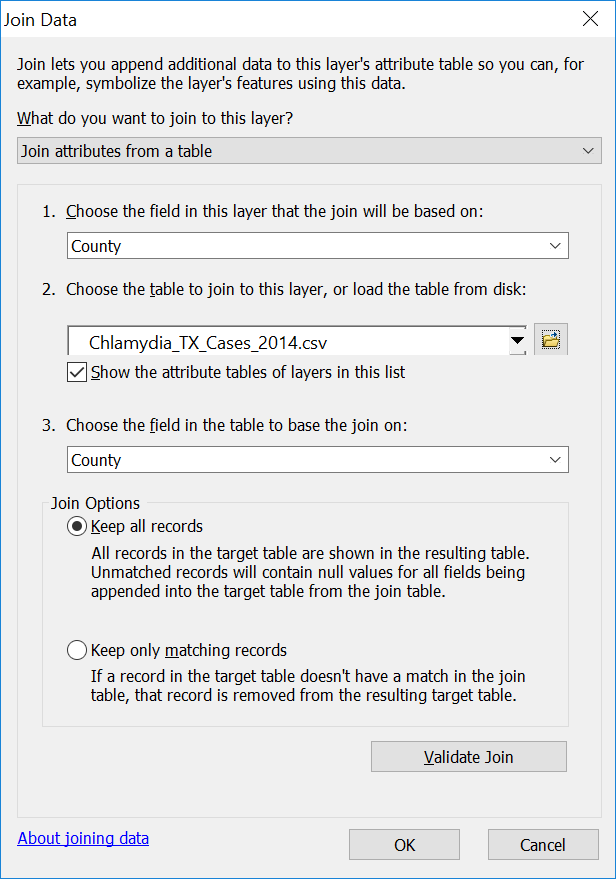 Join Data
Join lets you append additional data to this layer's attribute table so you can, for
example, symbolize the layer's features using this data.
What do you want to join to this layer?
Join attributes from a table
1. Choose the field in this layer that the join will be based on:
County
2. Choose the table to join to this layer, or load the table from disk:
Chlamydia_TX_Cases_2014.csv
Show the attribute tables of layers in this list
3. Choose the field in the table to base the join on:
County
Join Options
Keep all records
All records in the target table are shown in the resulting table.
Unmatched records will contain null values for all fields being
appended into the target table from the join table.
Keep only matching records
If a record in the target table doesn't have a match in the join
table, that record is removed from the resulting target table.
Validate Join
About joining data
OK
Cancel